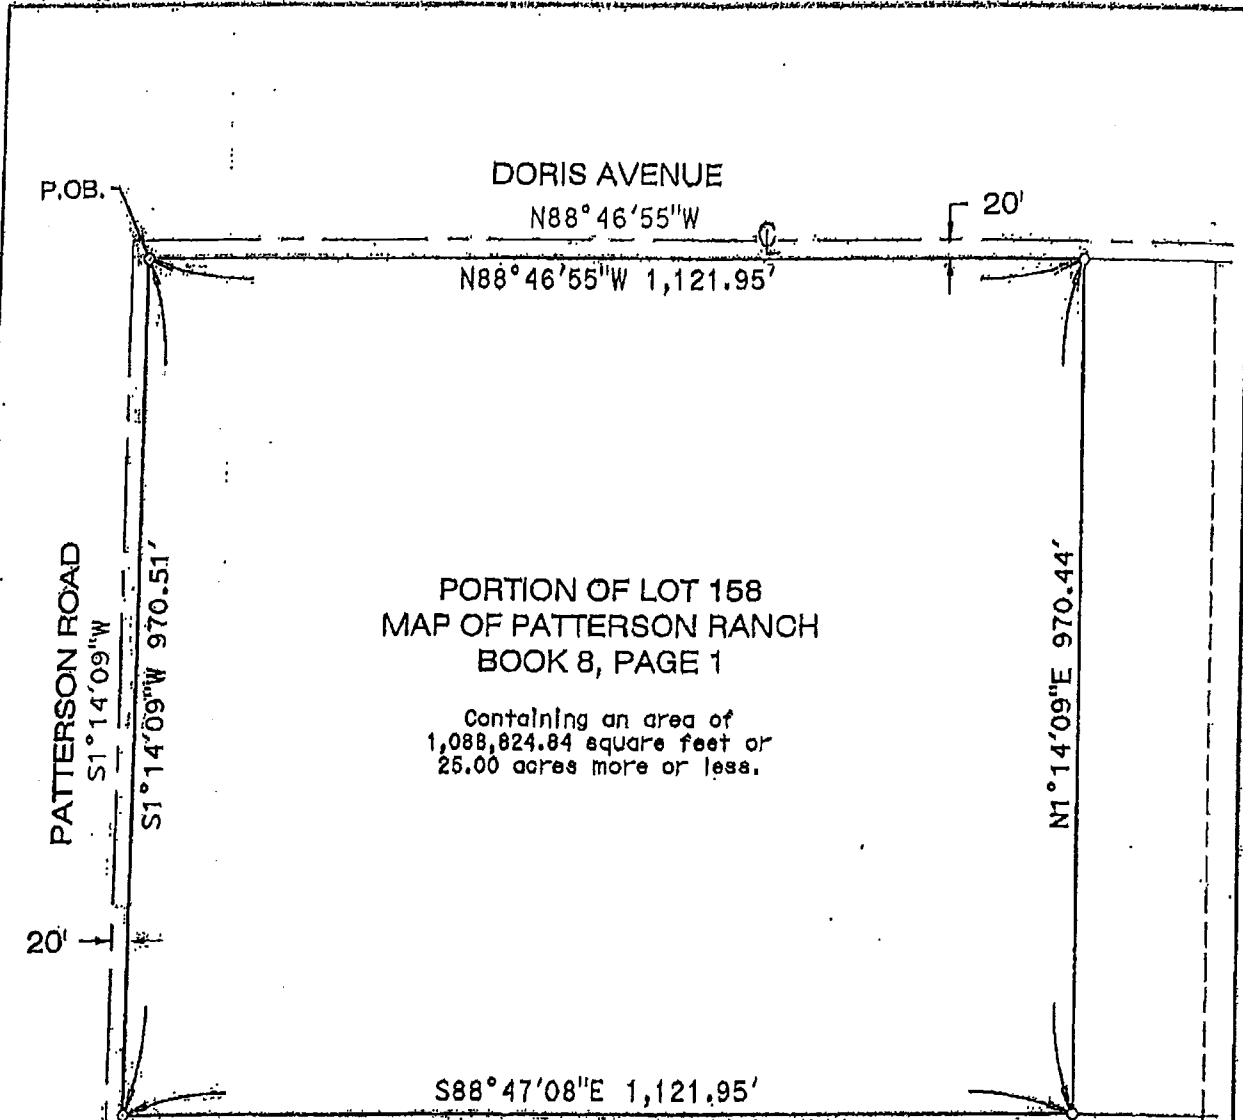 DORIS AVENUE
P.OB.
N88°46'55"W
20'
℄
N88°46'55"W 1,121.95'
PATTERSON ROAD
S1°14'09"W
S1°14'09"W 970.51'
PORTION OF LOT 158
MAP OF PATTERSON RANCH
BOOK 8, PAGE 1
Containing an area of
1,088,824.84 square feet or
25.00 acres more or less.
N1°14'09"E 970.44'
20'
S88°47'08"E 1,121.95'